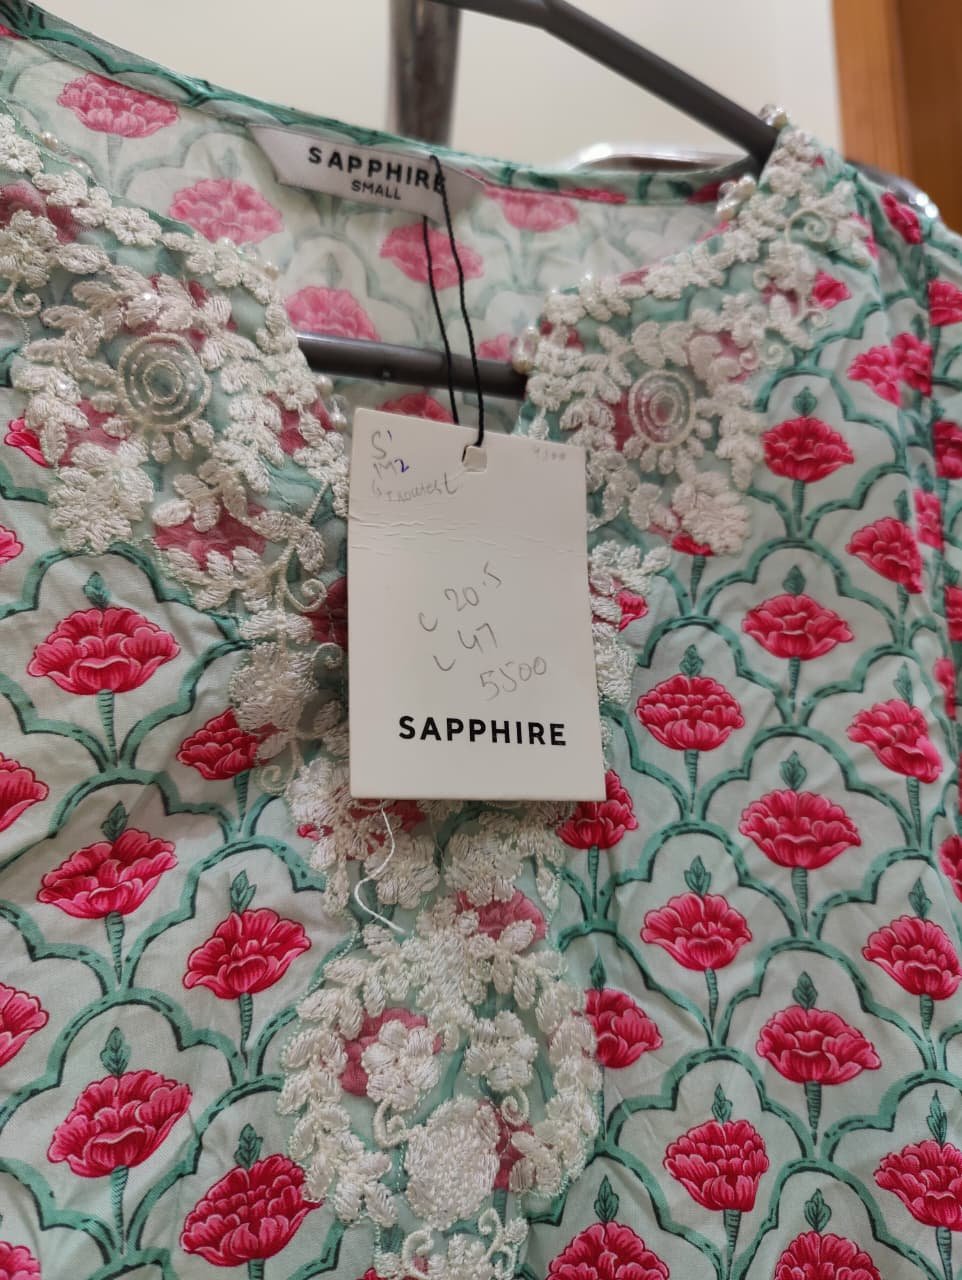 SAPPHIRE
SMALL
S'
M2
20.5
47
5500
SAPPHIRE